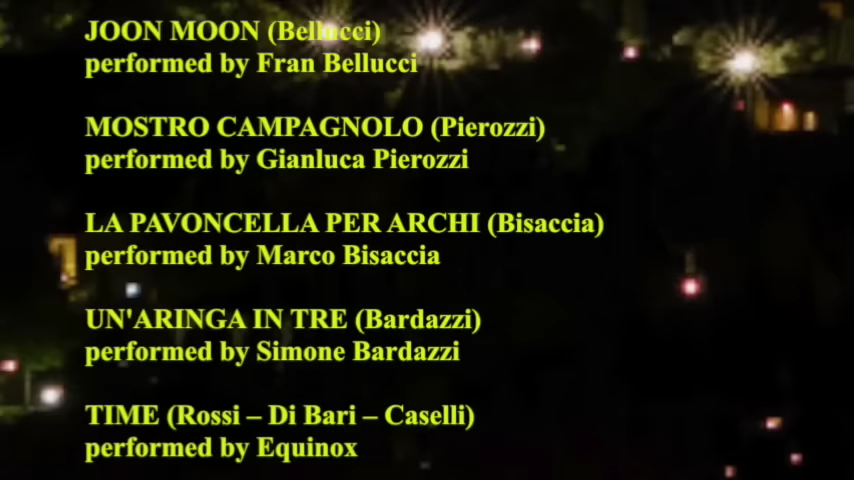 JOON MOON (Bellucci)
performed by Fran Bellucci
MOSTRO CAMPAGNOLO (Pierozzi)
performed by Gianluca Pierozzi
LA PAVONCELLA PER ARCHI (Bisaccia)
performed by Marco Bisaccia
UN'ARINGA IN TRE (Bardazzi)
performed by Simone Bardazzi
TIME (Rossi – Di Bari – Caselli)
performed by Equinox